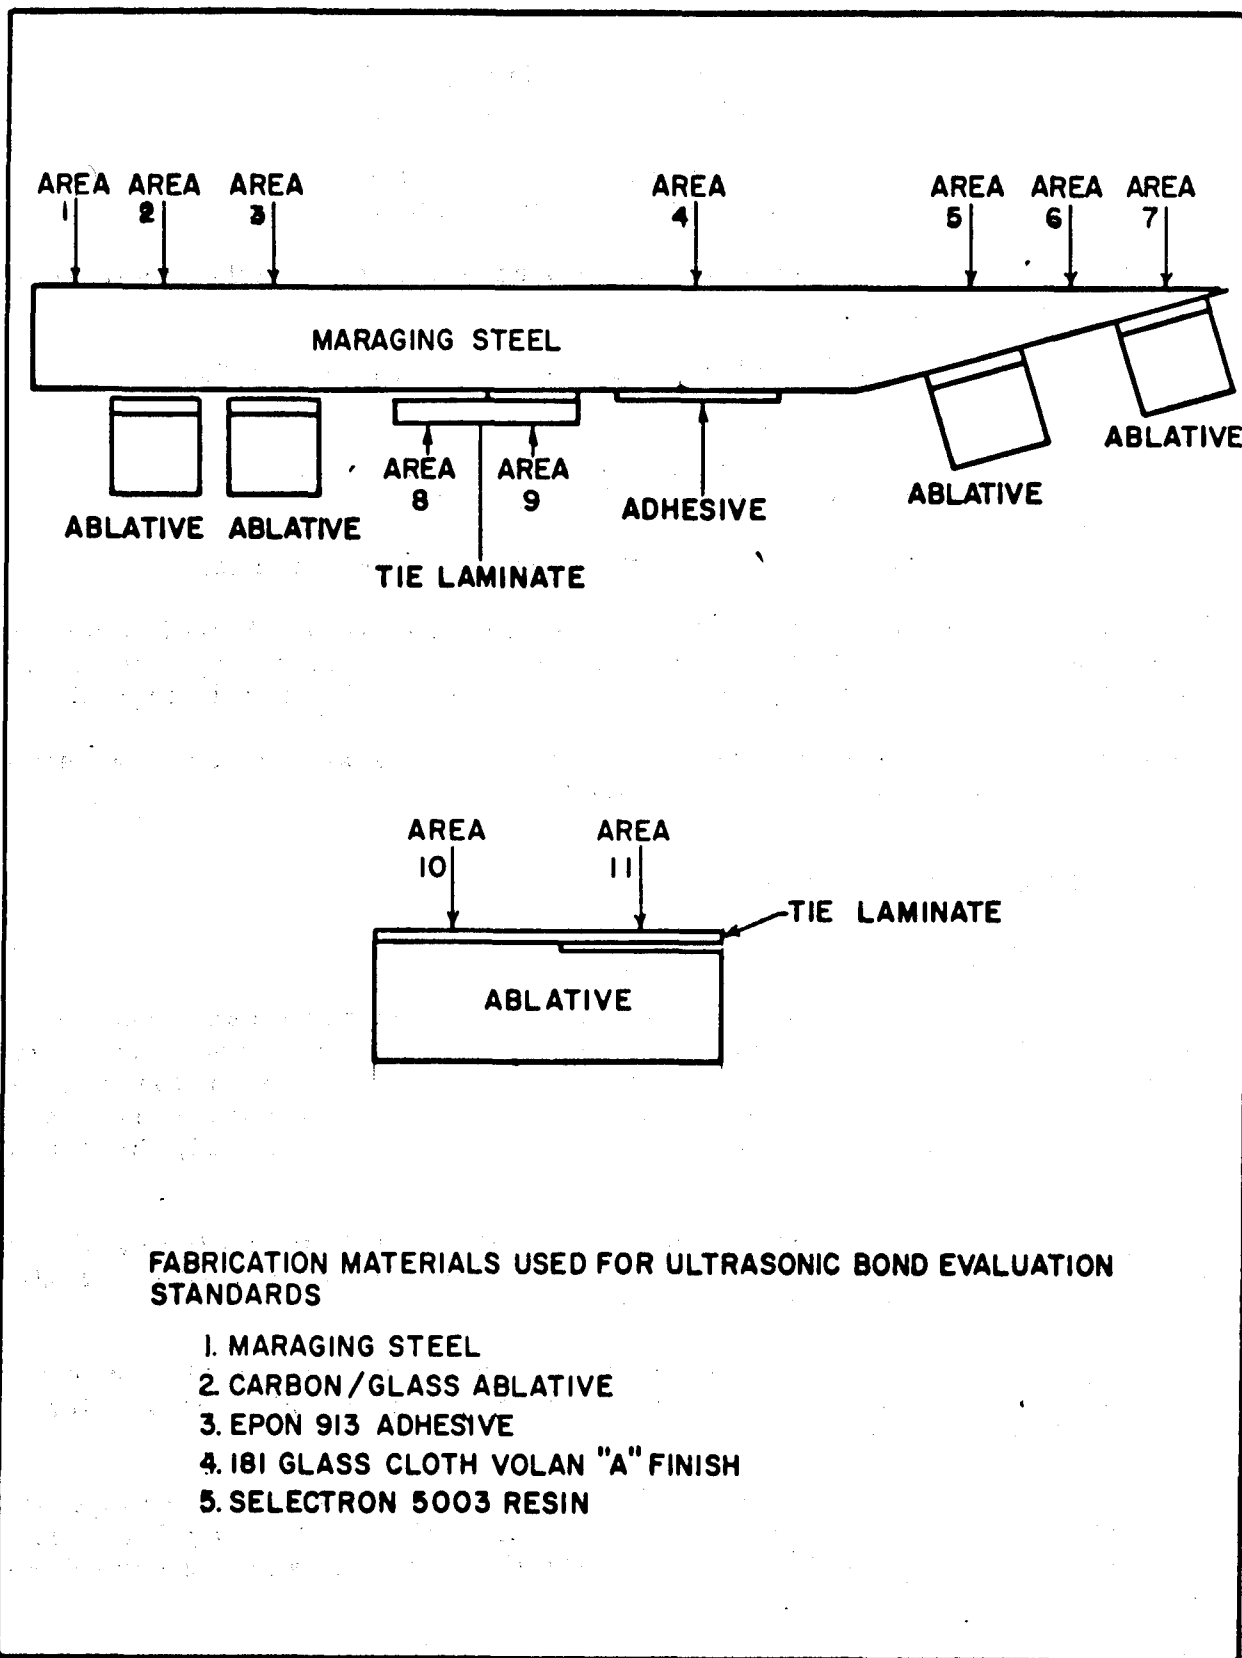 AREA AREA AREA AREA AREA AREA AREA
1 2 3 4 5 6 7
MARAGING STEEL
ABLATIVE
AREA AREA
8 9
ABLATIVE
ADHESIVE
ABLATIVE ABLATIVE
TIE LAMINATE
AREA AREA
10 11
TIE LAMINATE
ABLATIVE
FABRICATION MATERIALS USED FOR ULTRASONIC BOND EVALUATION
STANDARDS
1. MARAGING STEEL
2. CARBON/GLASS ABLATIVE
3. EPON 913 ADHESIVE
4. 181 GLASS CLOTH VOLAN "A" FINISH
5. SELECTRON 5003 RESIN